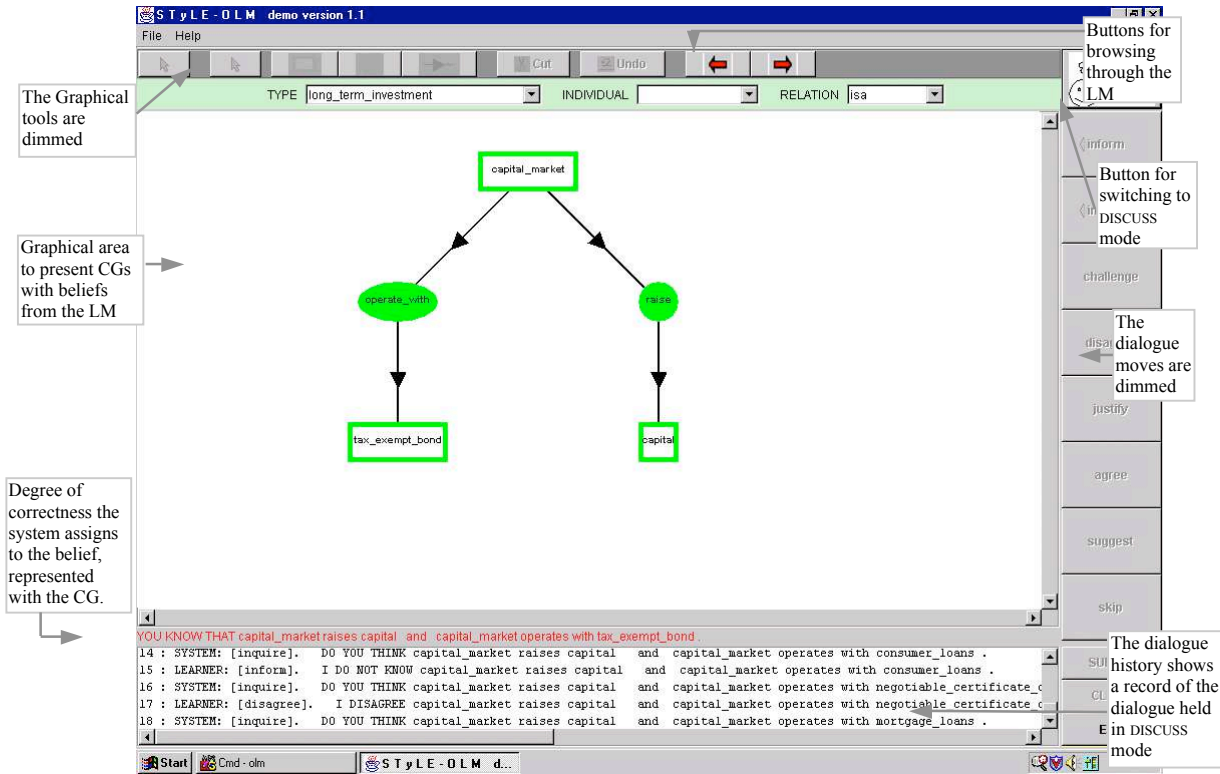 STyLE-OLM demo version 1.1
File Help
Buttons for
browsing
through the
LM
Cut
Undo
The Graphical
tools are
dimmed
TYPE long_term_investment INDIVIDUAL RELATION isa
inform
Button for
switching to
DISCUSS
mode
capital_market
Graphical area
to present CGs
with beliefs
from the LM
challenge
operate_with
raise
The
dialogue
moves are
dimmed
justify
tax_exempt_bond
capital
agree
Degree of
correctness the
system assigns
to the belief,
represented
with the CG.
suggest
skip
YOU KNOW THAT capital_market raises capital and capital_market operates with tax_exempt_bond .
14 : SYSTEM: [inquire]. DO YOU THINK capital_market raises capital and capital_market operates with consumer_loans .
15 : LEARNER: [inform]. I DO NOT KNOW capital_market raises capital and capital_market operates with consumer_loans .
16 : SYSTEM: [inquire]. DO YOU THINK capital_market raises capital and capital_market operates with negotiable_certificate_
17 : LEARNER: [disagree]. I DISAGREE capital_market raises capital and capital_market operates with negotiable_certificate_
18 : SYSTEM: [inquire]. DO YOU THINK capital_market raises capital and capital_market operates with mortgage_loans .
The dialogue
history shows
a record of the
dialogue held
in DISCUSS
mode
Start Cmd - olm STyLE-OLM d...